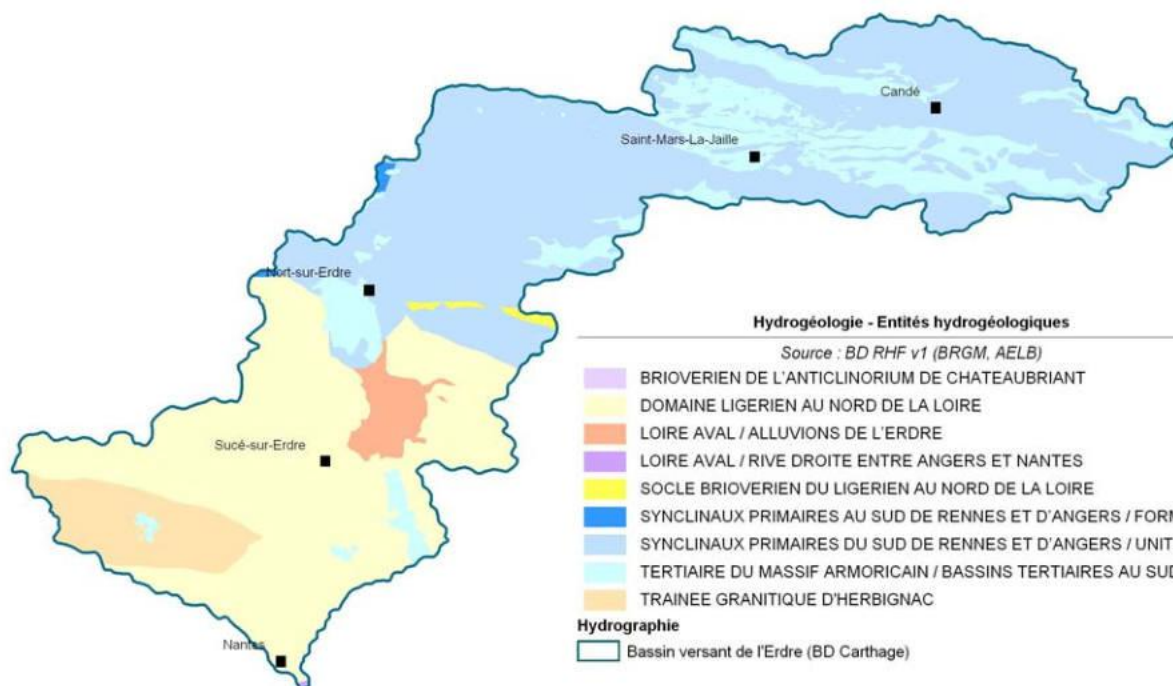 Candé
Saint-Mars-La-Jaille
Nort-sur-Erdre
Sucé-sur-Erdre
Nantes
Hydrogéologie - Entités hydrogéologiques
Source : BD RHF v1 (BRGM, AELB)
BRIOVERIEN DE L'ANTICLINORIUM DE CHATEAUBRIANT
DOMAINE LIGERIEN AU NORD DE LA LOIRE
LOIRE AVAL / ALLUVIONS DE L'ERDRE
LOIRE AVAL / RIVE DROITE ENTRE ANGERS ET NANTES
SOCLE BRIOVERIEN DU LIGERIEN AU NORD DE LA LOIRE
SYNCLINAUX PRIMAIRES AU SUD DE RENNES ET D'ANGERS / FORM
SYNCLINAUX PRIMAIRES DU SUD DE RENNES ET D'ANGERS / UNIT
TERTIAIRE DU MASSIF ARMORICAIN / BASSINS TERTIAIRES AU SUD
TRAINEE GRANITIQUE D'HERBIGNAC
Hydrographie
Bassin versant de l'Erdre (BD Carthage)